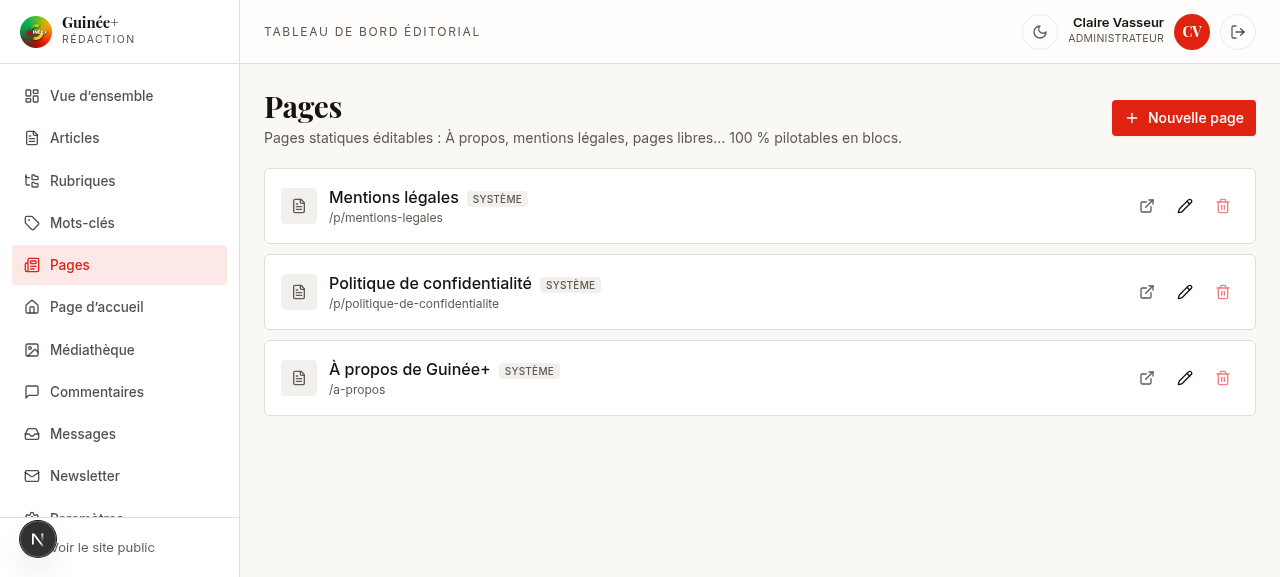 Guinée+
RÉDACTION
TABLEAU DE BORD ÉDITORIAL
Claire Vasseur
ADMINISTRATEUR
CV
Vue d’ensemble
Articles
Rubriques
Mots-clés
Pages
Page d’accueil
Médiathèque
Commentaires
Messages
Newsletter
Paramètres
Voir le site public
N
Pages
Pages statiques éditables : À propos, mentions légales, pages libres… 100 % pilotables en blocs.
Nouvelle page
Mentions légales SYSTÈME
/p/mentions-legales
Politique de confidentialité SYSTÈME
/p/politique-de-confidentialite
À propos de Guinée+ SYSTÈME
/a-propos